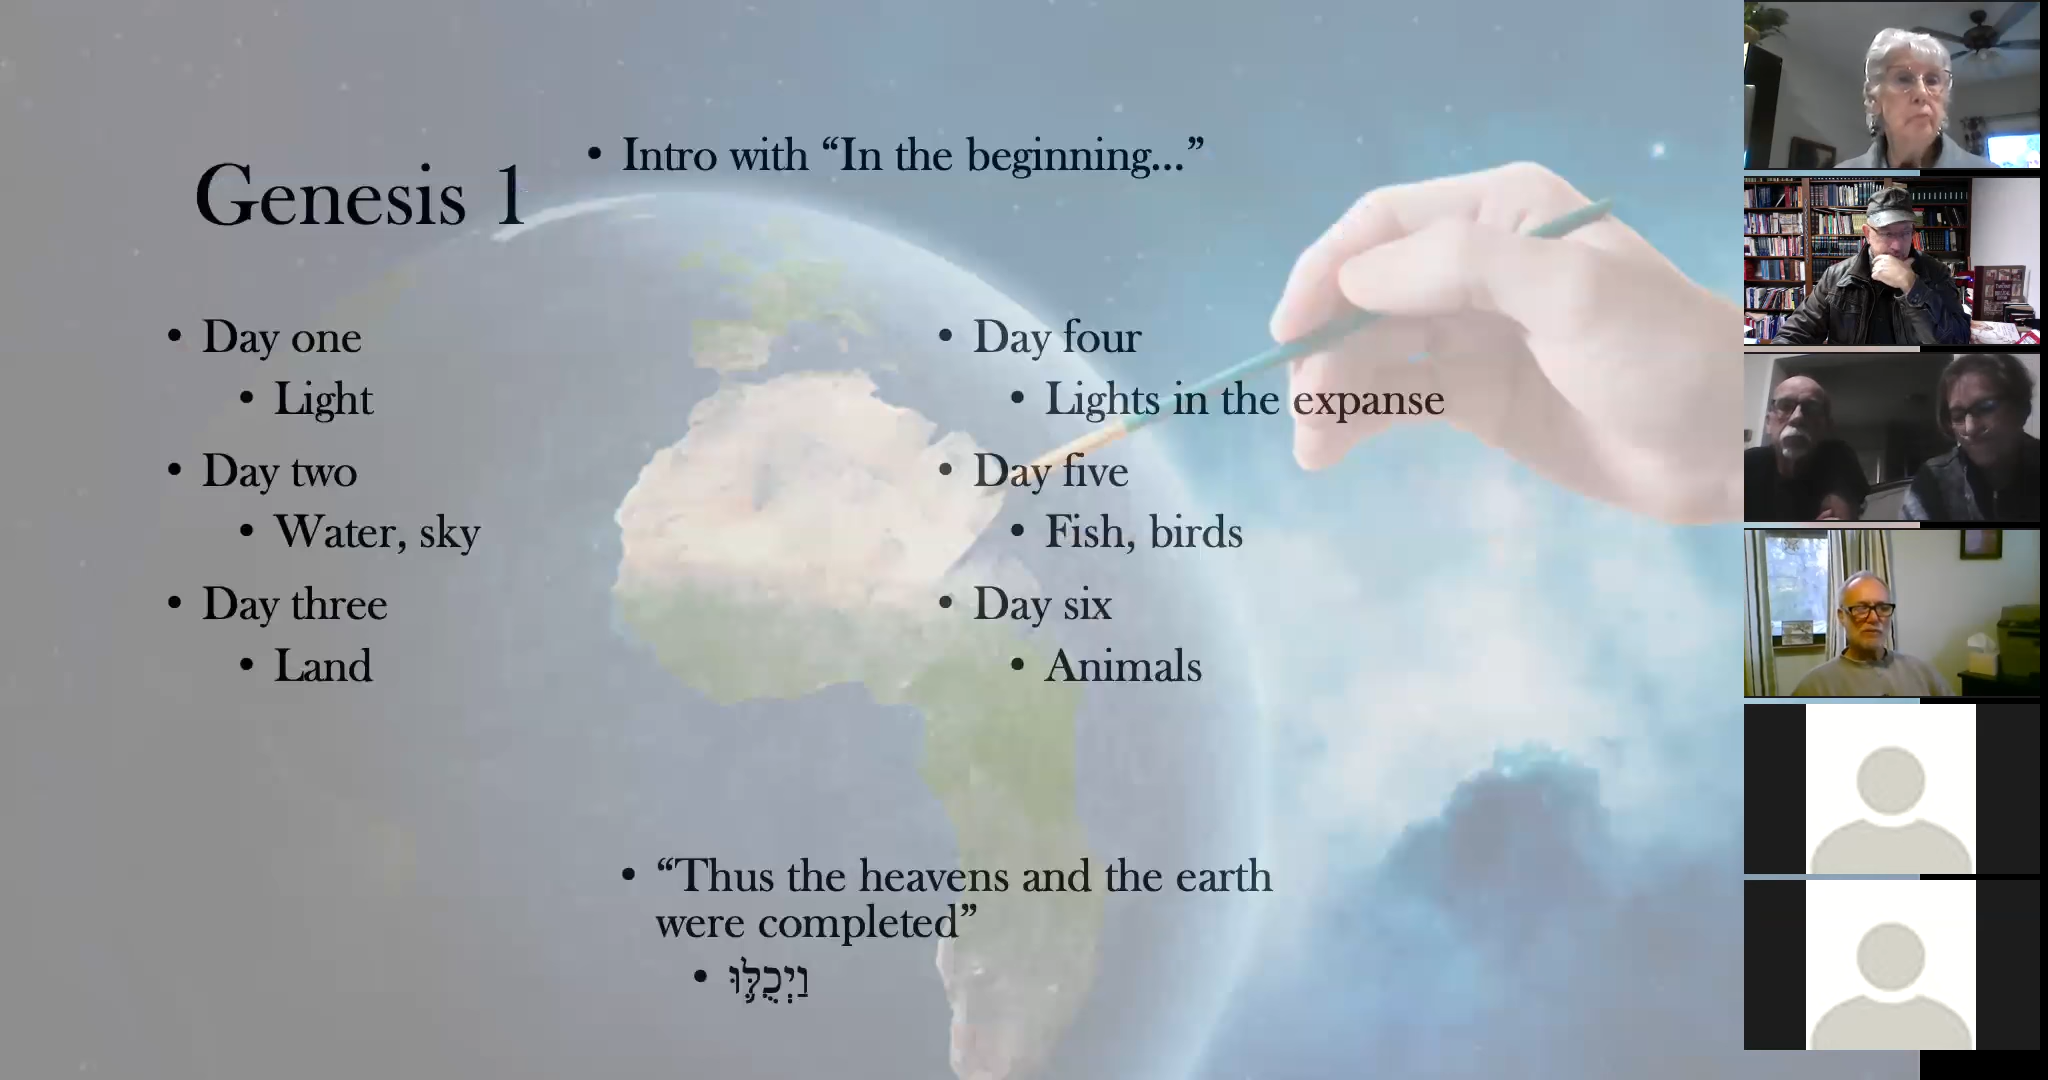 Genesis 1
• Intro with “In the beginning...”
• Day one
• Light
• Day two
• Water, sky
• Day three
• Land
• Day four
• Lights in the expanse
• Day five
• Fish, birds
• Day six
• Animals
• “Thus the heavens and the earth
were completed”
• וַיְכֻלּ֛וּ